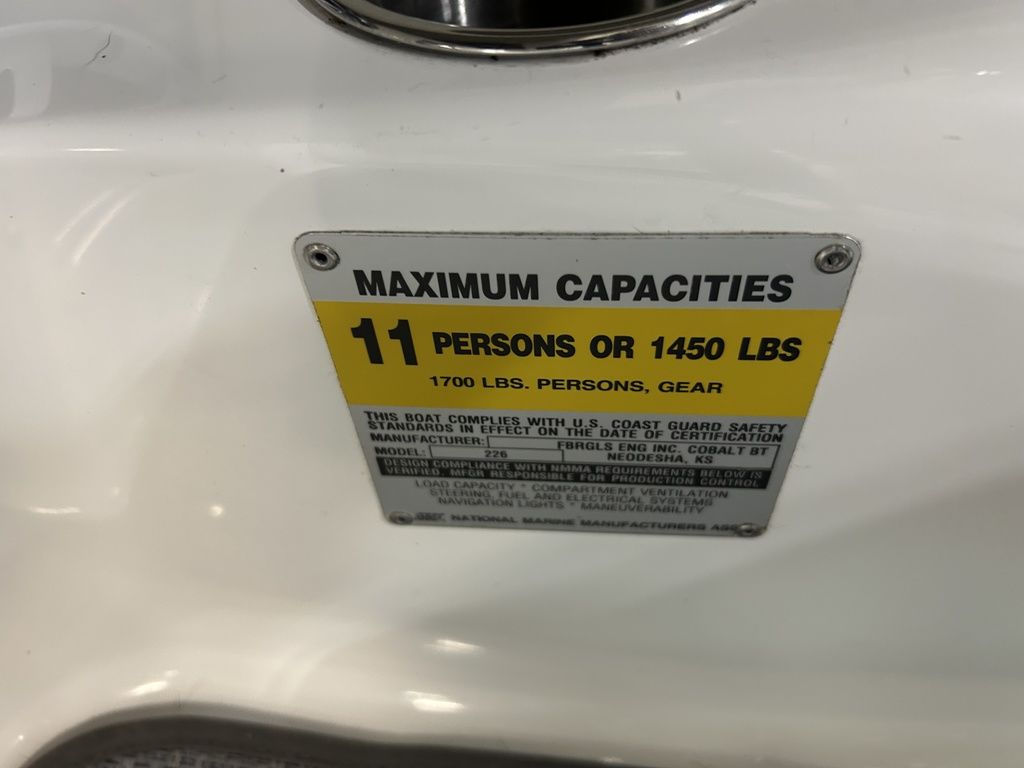 MAXIMUM CAPACITIES
11 PERSONS OR 1450 LBS
1700 LBS. PERSONS, GEAR
THIS BOAT COMPLIES WITH U.S. COAST GUARD SAFETY
STANDARDS IN EFFECT ON THE DATE OF CERTIFICATION
MANUFACTURER: FBRGLS ENG INC. COBALT BT
MODEL: 226 NEODESHA, KS
DESIGN COMPLIANCE WITH NMMA REQUIREMENTS BELOW IS
VERIFIED. MFGR RESPONSIBLE FOR PRODUCTION CONTROL
LOAD CAPACITY * COMPARTMENT VENTILATION
STEERING, FUEL AND ELECTRICAL SYSTEMS
NAVIGATION LIGHTS * MANEUVERABILITY
NATIONAL MARINE MANUFACTURERS